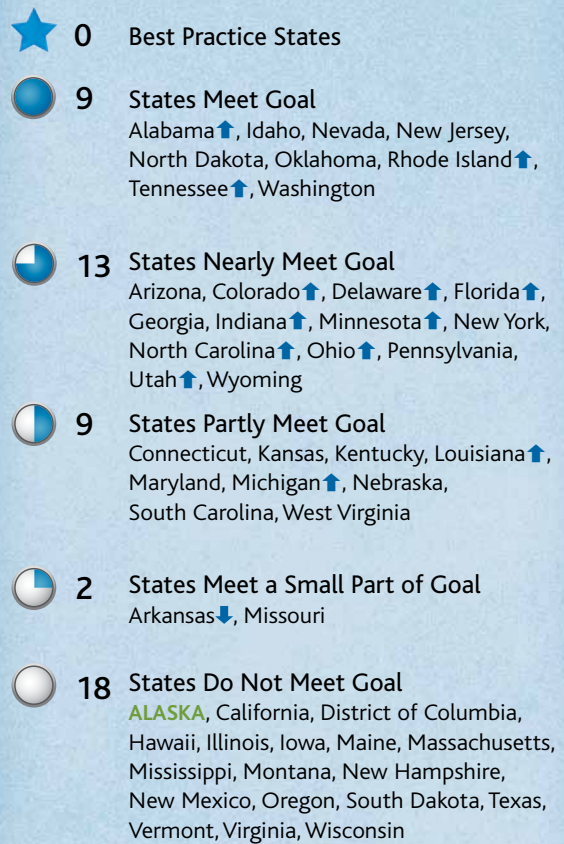 0 Best Practice States
9 States Meet Goal
Alabama⬆, Idaho, Nevada, New Jersey,
North Dakota, Oklahoma, Rhode Island⬆,
Tennessee⬆, Washington
13 States Nearly Meet Goal
Arizona, Colorado⬆, Delaware⬆, Florida⬆,
Georgia, Indiana⬆, Minnesota⬆, New York,
North Carolina⬆, Ohio⬆, Pennsylvania,
Utah⬆, Wyoming
9 States Partly Meet Goal
Connecticut, Kansas, Kentucky, Louisiana⬆,
Maryland, Michigan⬆, Nebraska,
South Carolina, West Virginia
2 States Meet a Small Part of Goal
Arkansas⬇, Missouri
18 States Do Not Meet Goal
ALASKA, California, District of Columbia,
Hawaii, Illinois, Iowa, Maine, Massachusetts,
Mississippi, Montana, New Hampshire,
New Mexico, Oregon, South Dakota, Texas,
Vermont, Virginia, Wisconsin